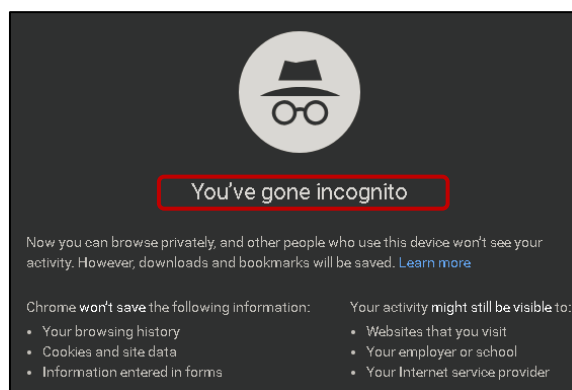 You've gone incognito
Now you can browse privately, and other people who use this device won't see your
activity. However, downloads and bookmarks will be saved. Learn more
Chrome won't save the following information:
• Your browsing history
• Cookies and site data
• Information entered in forms
Your activity might still be visible to:
• Websites that you visit
• Your employer or school
• Your Internet service provider